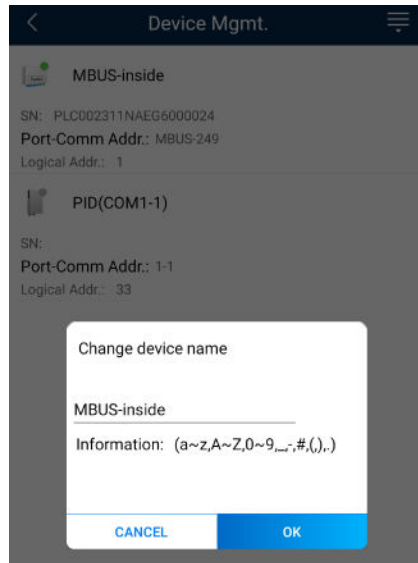 Device Mgmt.
MBUS-inside
SN: PLC002311NAEG6000024
Port-Comm Addr.: MBUS-249
Logical Addr.: 1
PID(COM1-1)
SN:
Port-Comm Addr.: 1-1
Logical Addr.: 33
Change device name
MBUS-inside
Information: (a~z,A~Z,0~9,_,-,#,(,),.)
CANCEL OK